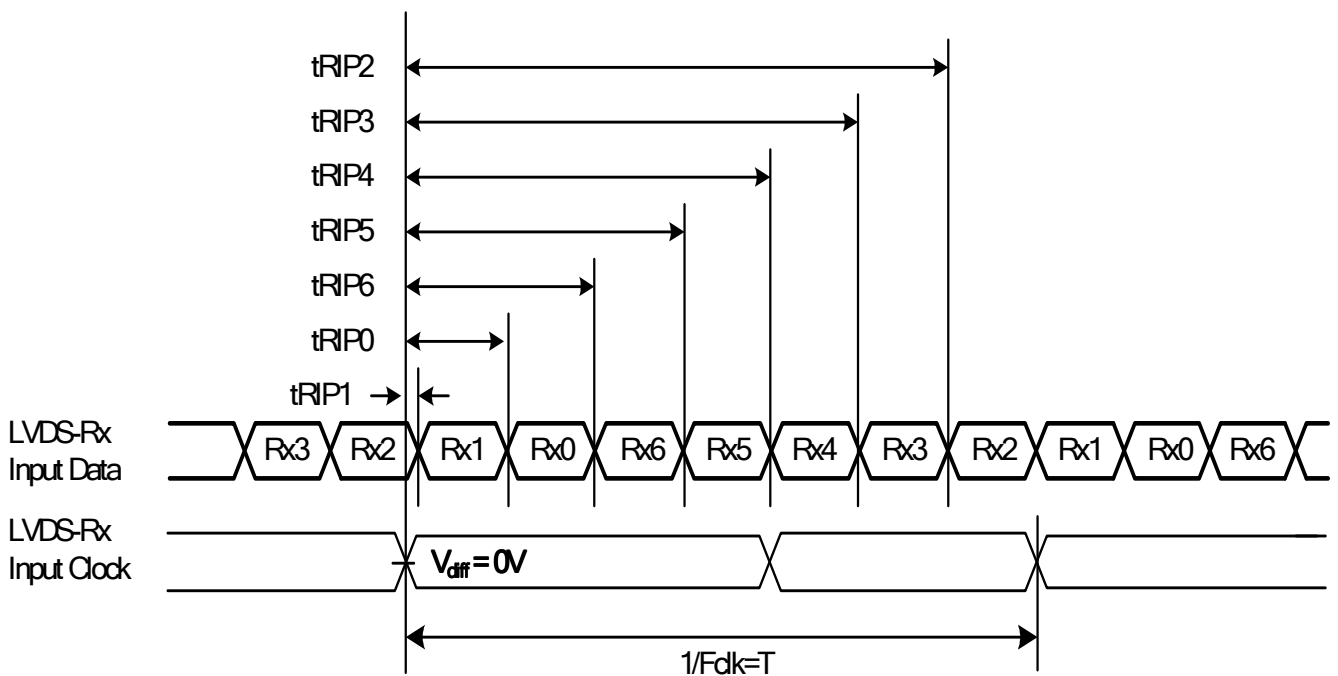 tRIP2
tRIP3
tRIP4
tRIP5
tRIP6
tRIP0
tRIP1
LVDS-Rx
Input Data
Rx3 Rx2 Rx1 Rx0 Rx6 Rx5 Rx4 Rx3 Rx2 Rx1 Rx0 Rx6
LVDS-Rx
Input Clock
Vdiff = 0V
1/Fclk=T